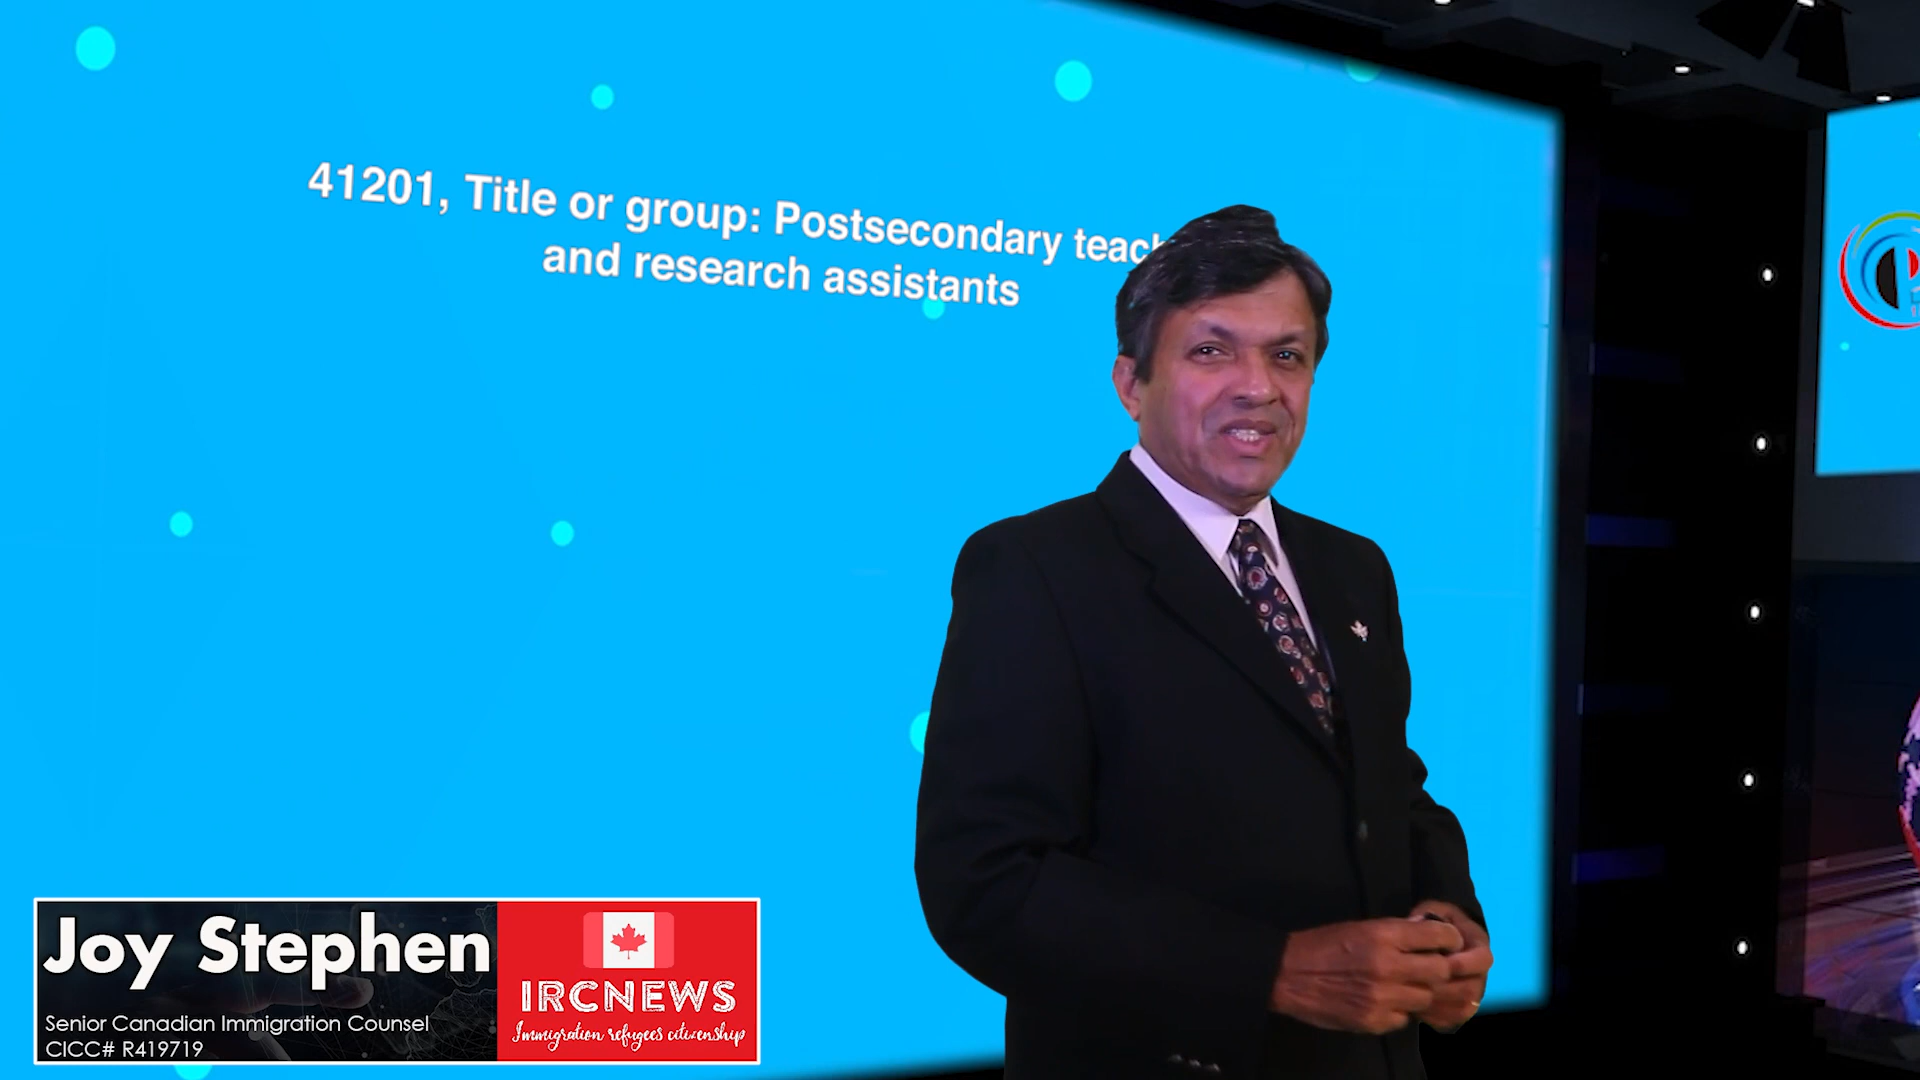 41201, Title or group: Postsecondary
and research assistants
Joy Stephen
Senior Canadian Immigration Counsel
CICC# R419719
IRCNEWS
Immigration refugees citizenship